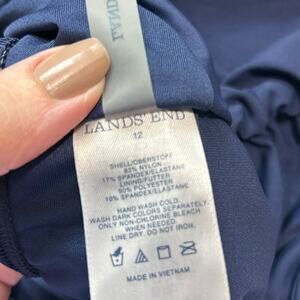 LANDS'
LANDS' END
12
SHELL/OBERSTOFF
83% NYLON
17% SPANDEX/ELASTANE
LINING/FUTTER
90% POLYESTER
10% SPANDEX/ELASTANE
HAND WASH COLD.
WASH DARK COLORS SEPARATELY.
ONLY NON-CHLORINE BLEACH
WHEN NEEDED.
LINE DRY. DO NOT IRON.
MADE IN VIETNAM